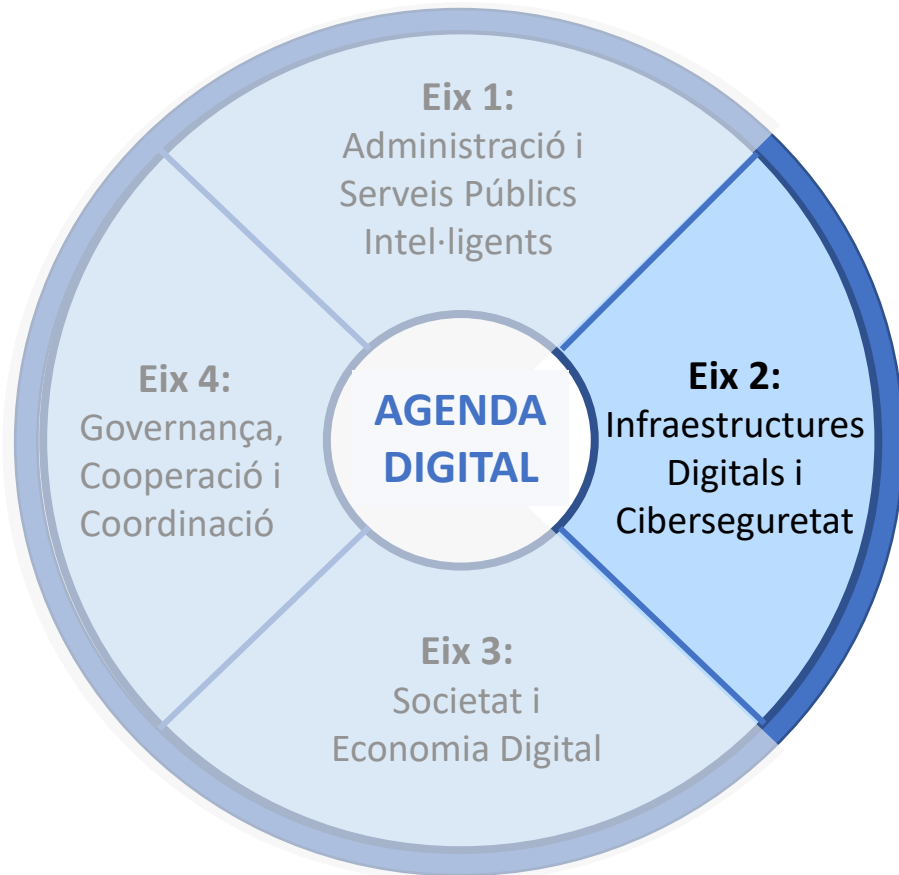 Eix 1:
Administració i
Serveis Públics
Intel·ligents
Eix 4:
Governança,
Cooperació i
Coordinació
AGENDA
DIGITAL
Eix 2:
Infraestructures
Digitals i
Ciberseguretat
Eix 3:
Societat i
Economia Digital